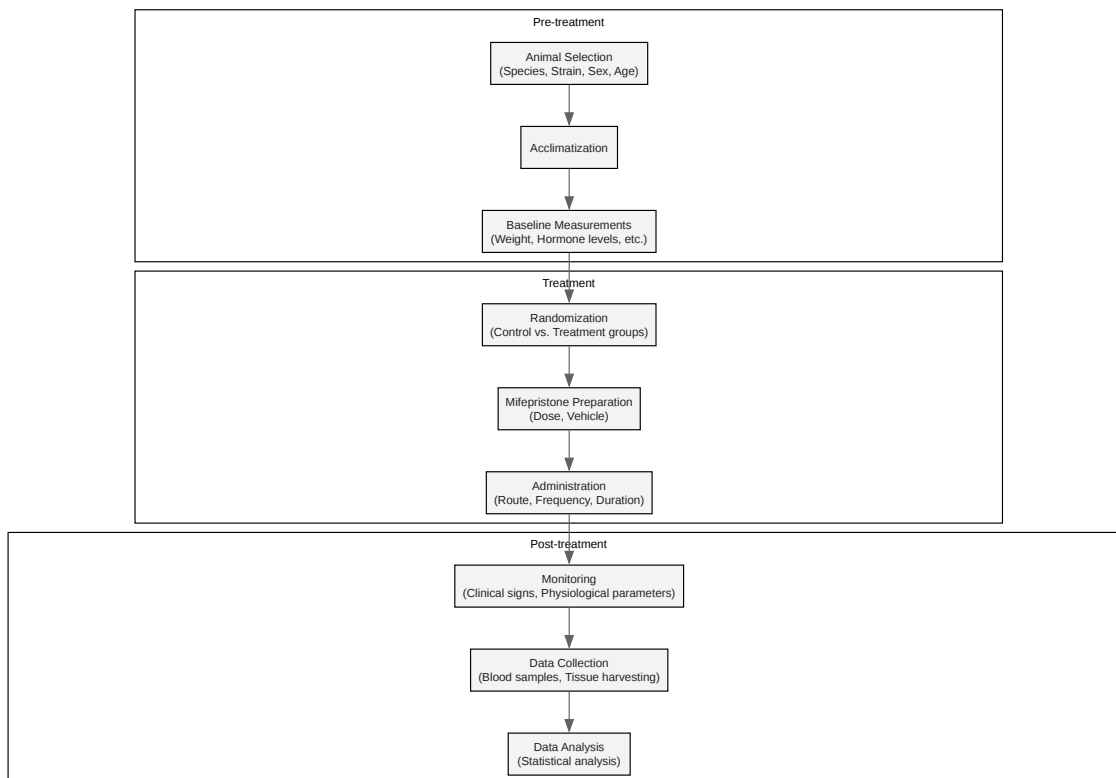 Pre-treatment
Animal Selection
(Species, Strain, Sex, Age)
Acclimatization
Baseline Measurements
(Weight, Hormone levels, etc.)
Treatment
Randomization
(Control vs. Treatment groups)
Mifepristone Preparation
(Dose, Vehicle)
Administration
(Route, Frequency, Duration)
Post-treatment
Monitoring
(Clinical signs, Physiological parameters)
Data Collection
(Blood samples, Tissue harvesting)
Data Analysis
(Statistical analysis)